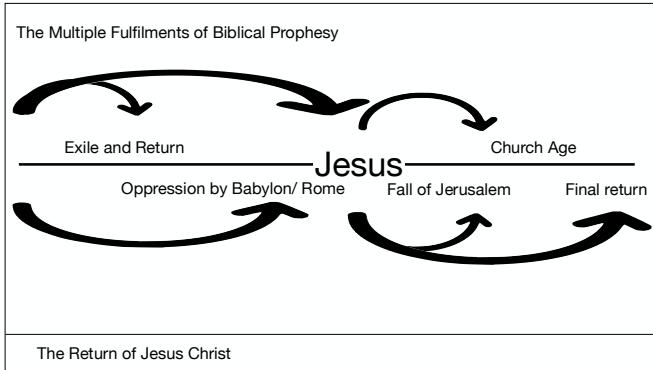 The Multiple Fulfilments of Biblical Prophesy
Exile and Return
Church Age
Jesus
Oppression by Babylon/ Rome
Fall of Jerusalem
Final return
The Return of Jesus Christ